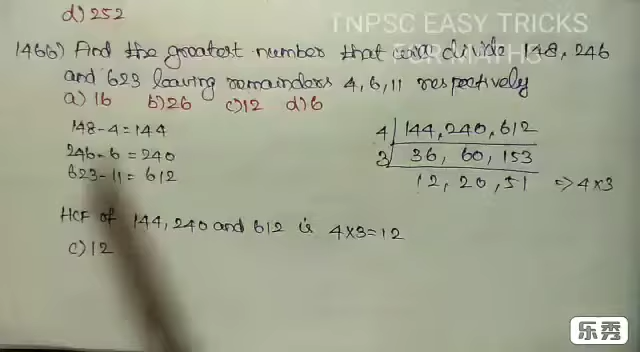 d) 252
TNPSC EASY TRICKS
FOR MATHS
1466) Find the greatest number that will divide 148, 246
and 623 leaving remainders 4, 6, 11 respectively
a) 16 b) 26 c) 12 d) 6
148-4=144
246-6=240
623-11=612
4 | 144, 240, 612
3 | 36, 60, 153
12, 20, 51 => 4×3
HCF of 144, 240 and 612 is 4×3=12
c) 12
乐秀